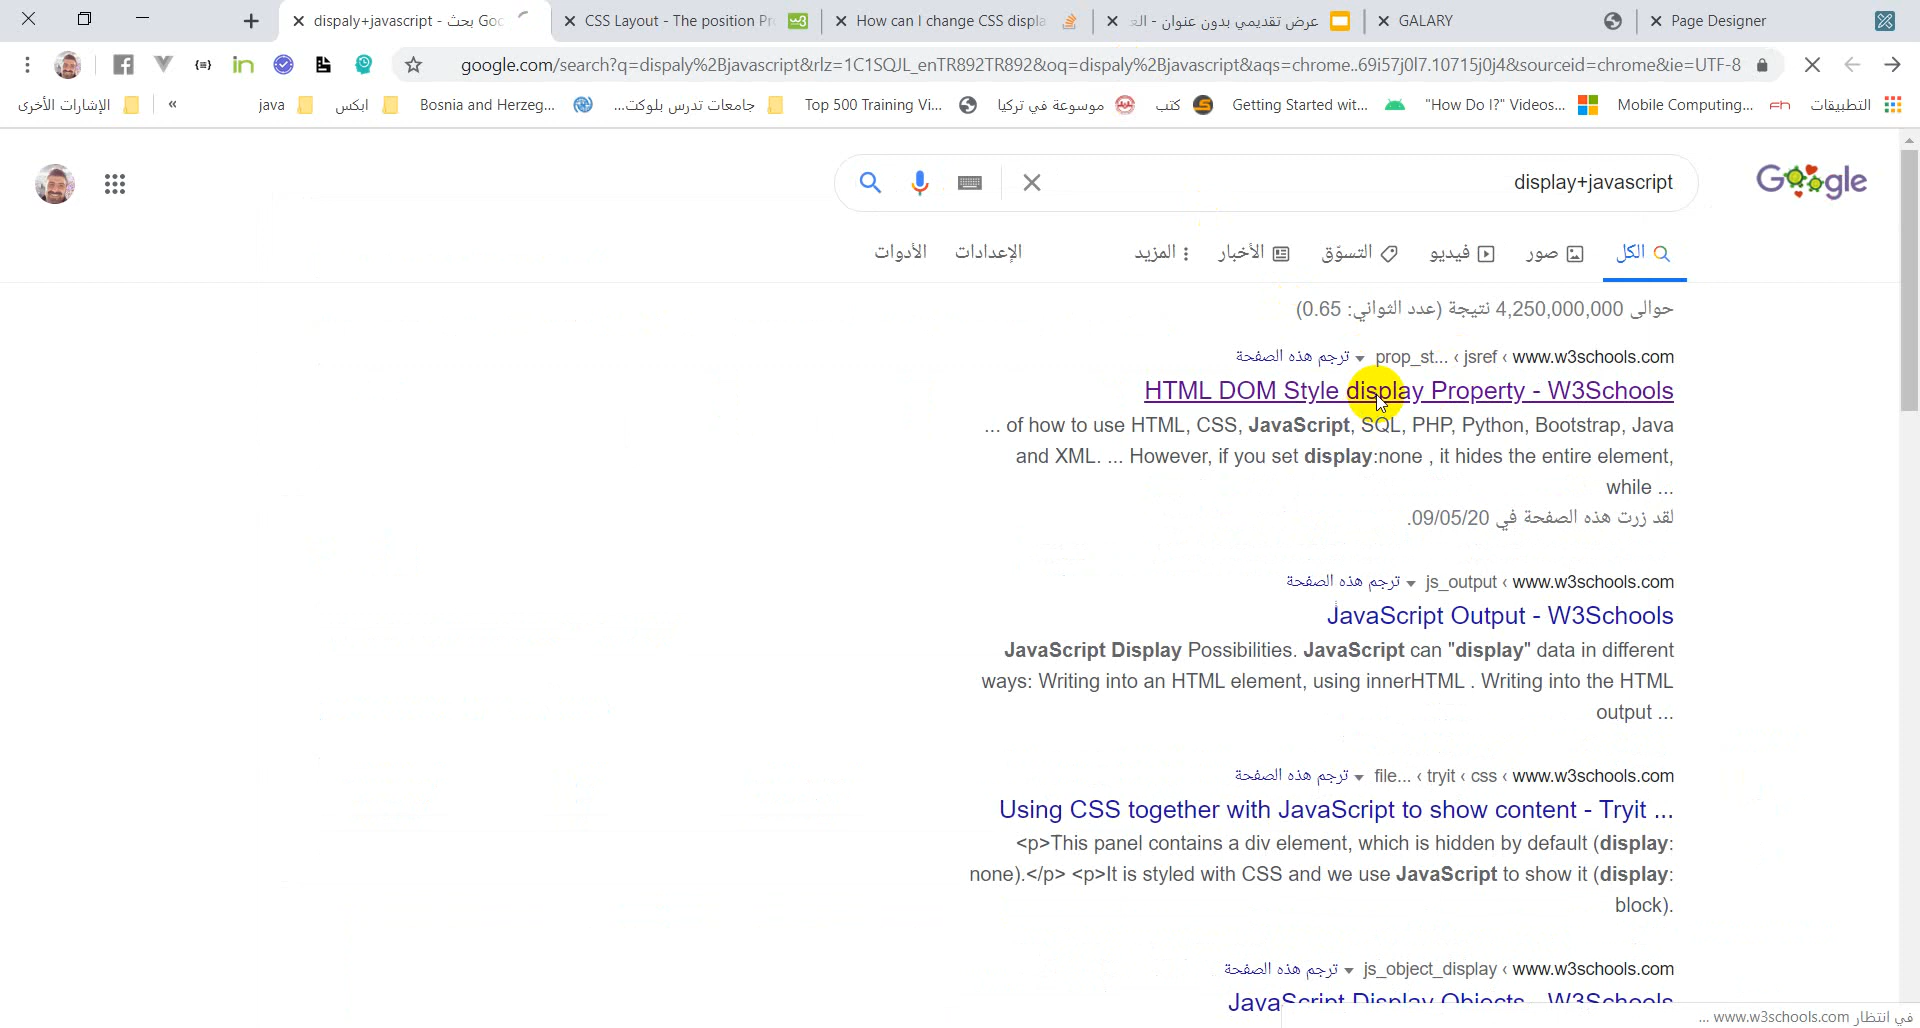 dispaly+javascript - بحث Goo
CSS Layout - The position Pr
How can I change CSS displa
عرض تقديمي بدون عنوان - الع
GALARY
Page Designer
google.com/search?q=dispaly%2Bjavascript&rlz=1C1SQJL_enTR892TR892&oq=dispaly%2Bjavascript&aqs=chrome..69i57j0l7.10715j0j4&sourceid=chrome&ie=UTF-8
التطبيقات
Mobile Computing...
"How Do I?" Videos...
Getting Started wit...
كتب
موسوعة في تركيا
Top 500 Training Vi...
جامعات تدرس بلوكت...
Bosnia and Herzeg...
ابكس
java
»
الإشارات الأخرى
Google
display+javascript
الكل
صور
فيديو
التسوّق
الأخبار
المزيد
الإعدادات
الأدوات
حوالى 4,250,000,000 نتيجة (عدد الثواني: 0.65)
www.w3schools.com › jsref › prop_st... ترجم هذه الصفحة
HTML DOM Style display Property - W3Schools
... of how to use HTML, CSS, JavaScript, SQL, PHP, Python, Bootstrap, Java
and XML. ... However, if you set display:none , it hides the entire element,
while ...
لقد زرت هذه الصفحة في 09/05/20.
www.w3schools.com › js_output ترجم هذه الصفحة
JavaScript Output - W3Schools
JavaScript Display Possibilities. JavaScript can "display" data in different
ways: Writing into an HTML element, using innerHTML . Writing into the HTML
output ...
www.w3schools.com › css › tryit › file... ترجم هذه الصفحة
Using CSS together with JavaScript to show content - Tryit ...
<p>This panel contains a div element, which is hidden by default (display:
none).</p> <p>It is styled with CSS and we use JavaScript to show it (display:
block).
www.w3schools.com › js_object_display ترجم هذه الصفحة
JavaScript Display Objects - W3Schools
في انتظار www.w3schools.com ...